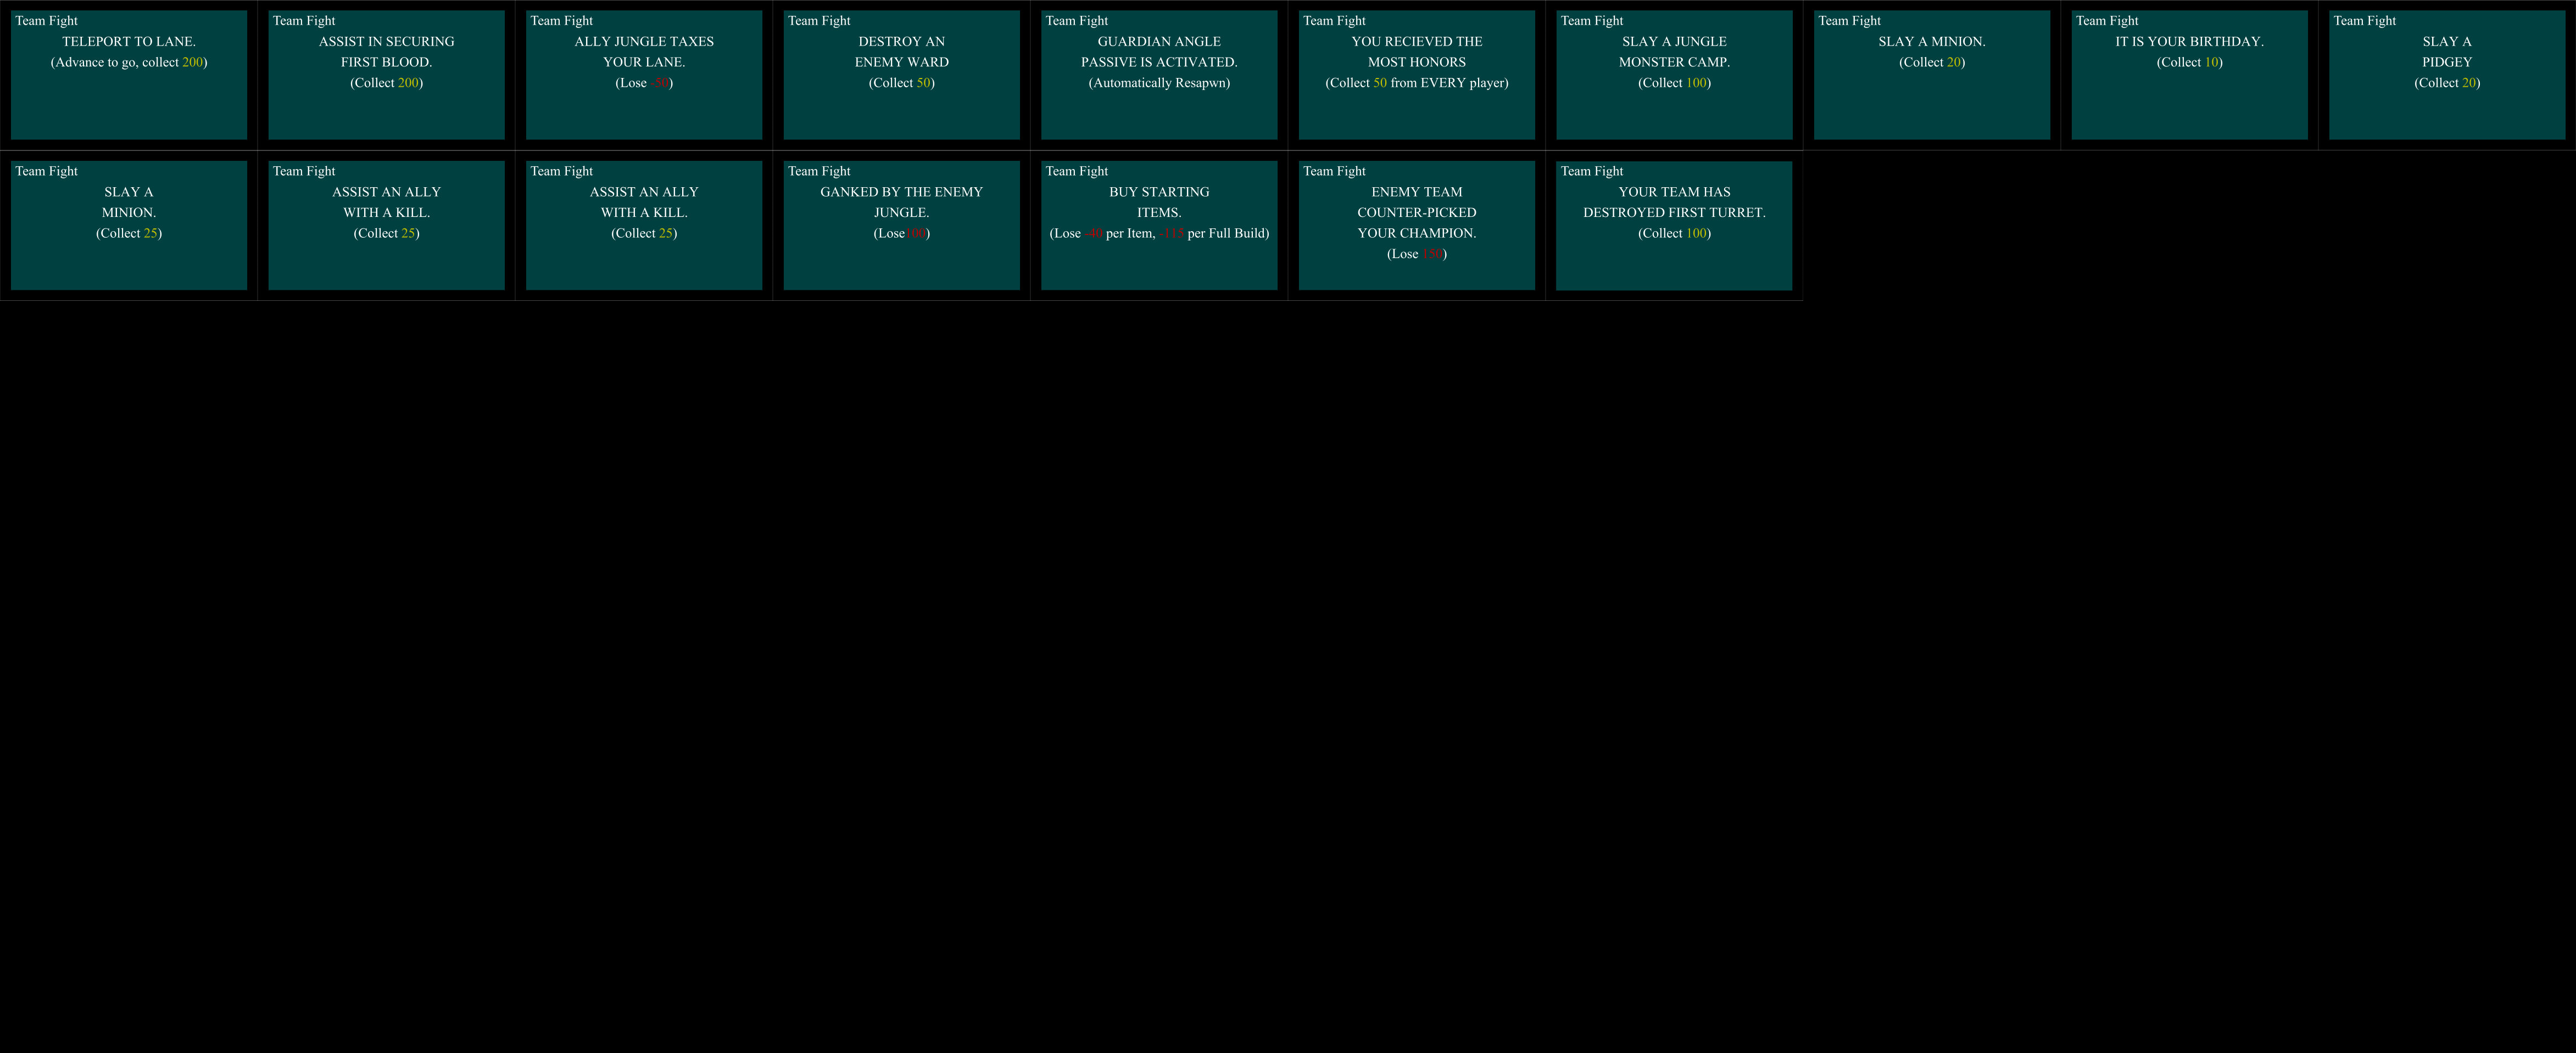 Team Fight
TELEPORT TO LANE.
(Advance to go, collect 200)
Team Fight
ASSIST IN SECURING
FIRST BLOOD.
(Collect 200)
Team Fight
ALLY JUNGLE TAXES
YOUR LANE.
(Lose -50)
Team Fight
DESTROY AN
ENEMY WARD
(Collect 50)
Team Fight
GUARDIAN ANGLE
PASSIVE IS ACTIVATED.
(Automatically Resapwn)
Team Fight
YOU RECIEVED THE
MOST HONORS
(Collect 50 from EVERY player)
Team Fight
SLAY A JUNGLE
MONSTER CAMP.
(Collect 100)
Team Fight
SLAY A MINION.
(Collect 20)
Team Fight
IT IS YOUR BIRTHDAY.
(Collect 10)
Team Fight
SLAY A
PIDGEY
(Collect 20)
Team Fight
SLAY A
MINION.
(Collect 25)
Team Fight
ASSIST AN ALLY
WITH A KILL.
(Collect 25)
Team Fight
ASSIST AN ALLY
WITH A KILL.
(Collect 25)
Team Fight
GANKED BY THE ENEMY
JUNGLE.
(Lose100)
Team Fight
BUY STARTING
ITEMS.
(Lose -40 per Item, -115 per Full Build)
Team Fight
ENEMY TEAM
COUNTER-PICKED
YOUR CHAMPION.
(Lose 150)
Team Fight
YOUR TEAM HAS
DESTROYED FIRST TURRET.
(Collect 100)